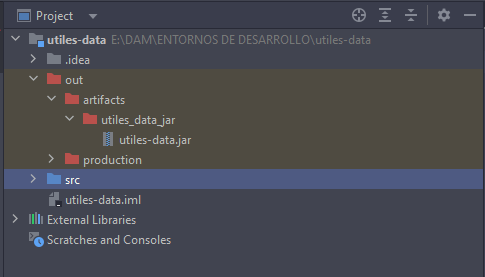 Project
utiles-data E:\DAM\ENTORNOS DE DESARROLLO\utiles-data
.idea
out
artifacts
utiles_data_jar
utiles-data.jar
production
src
utiles-data.iml
External Libraries
Scratches and Consoles